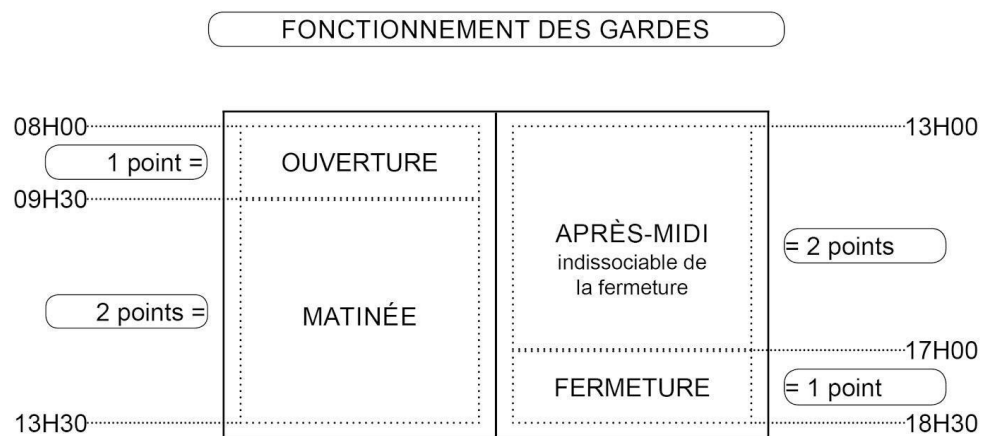 FONCTIONNEMENT DES GARDES
08H00
13H00
1 point =
OUVERTURE
09H30
APRÈS-MIDI
indissociable de
la fermeture
= 2 points
2 points =
MATINÉE
17H00
FERMETURE
= 1 point
13H30
18H30